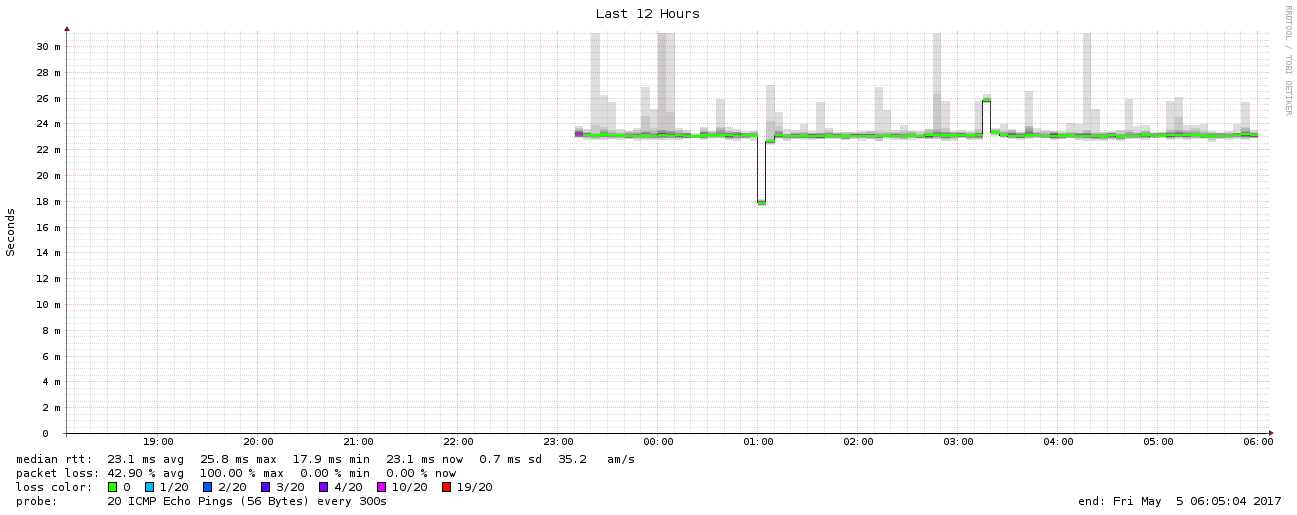 Last 12 Hours
RRDTOOL / TOBI OETIKER
Seconds
30 m
28 m
26 m
24 m
22 m
20 m
18 m
16 m
14 m
12 m
10 m
8 m
6 m
4 m
2 m
0
19:00 20:00 21:00 22:00 23:00 00:00 01:00 02:00 03:00 04:00 05:00 06:00
median rtt: 23.1 ms avg 25.8 ms max 17.9 ms min 23.1 ms now 0.7 ms sd 35.2 am/s
packet loss: 42.90 % avg 100.00 % max 0.00 % min 0.00 % now
loss color: 0 1/20 2/20 3/20 4/20 10/20 19/20
probe: 20 ICMP Echo Pings (56 Bytes) every 300s end: Fri May 5 06:05:04 2017